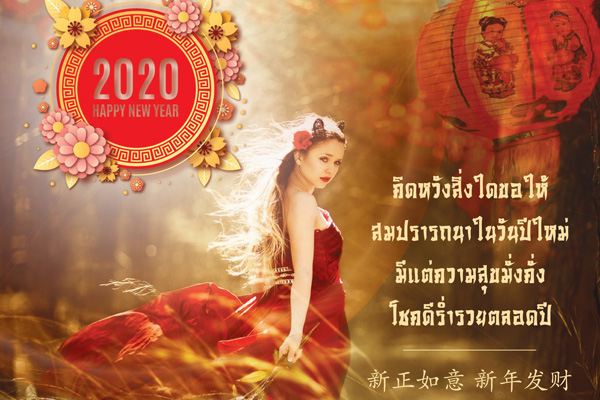 2020
HAPPY NEW YEAR
คิดหวังสิ่งใดขอให้
สมปรารถนาในวันปีใหม่
มีแต่ความสุขมั่งคั่ง
โชคดีร่ำรวยตลอดปี
新正如意 新年发财